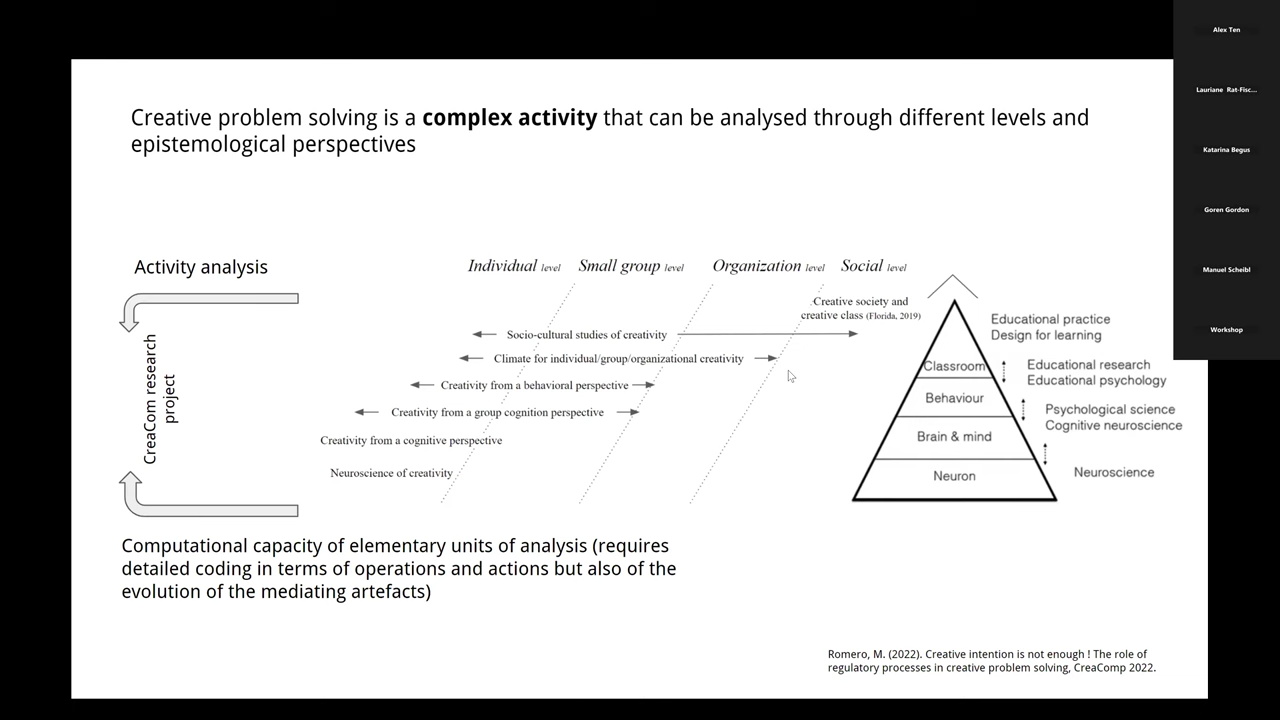 Creative problem solving is a complex activity that can be analysed through different levels and
epistemological perspectives
Activity analysis
CreaCom research
project
Individual level
Small group level
Organization level
Social level
Creative society and
creative class (Florida, 2019)
Socio-cultural studies of creativity
Climate for individual/group/organizational creativity
Creativity from a behavioral perspective
Creativity from a group cognition perspective
Creativity from a cognitive perspective
Neuroscience of creativity
Classroom
Behaviour
Brain & mind
Neuron
Educational practice
Design for learning
Educational research
Educational psychology
Psychological science
Cognitive neuroscience
Neuroscience
Computational capacity of elementary units of analysis (requires
detailed coding in terms of operations and actions but also of the
evolution of the mediating artefacts)
Romero, M. (2022). Creative intention is not enough ! The role of
regulatory processes in creative problem solving, CreaComp 2022.
Alex Ten
Lauriane Rat-Fisc...
Katarina Begus
Goren Gordon
Manuel Scheibl
Workshop